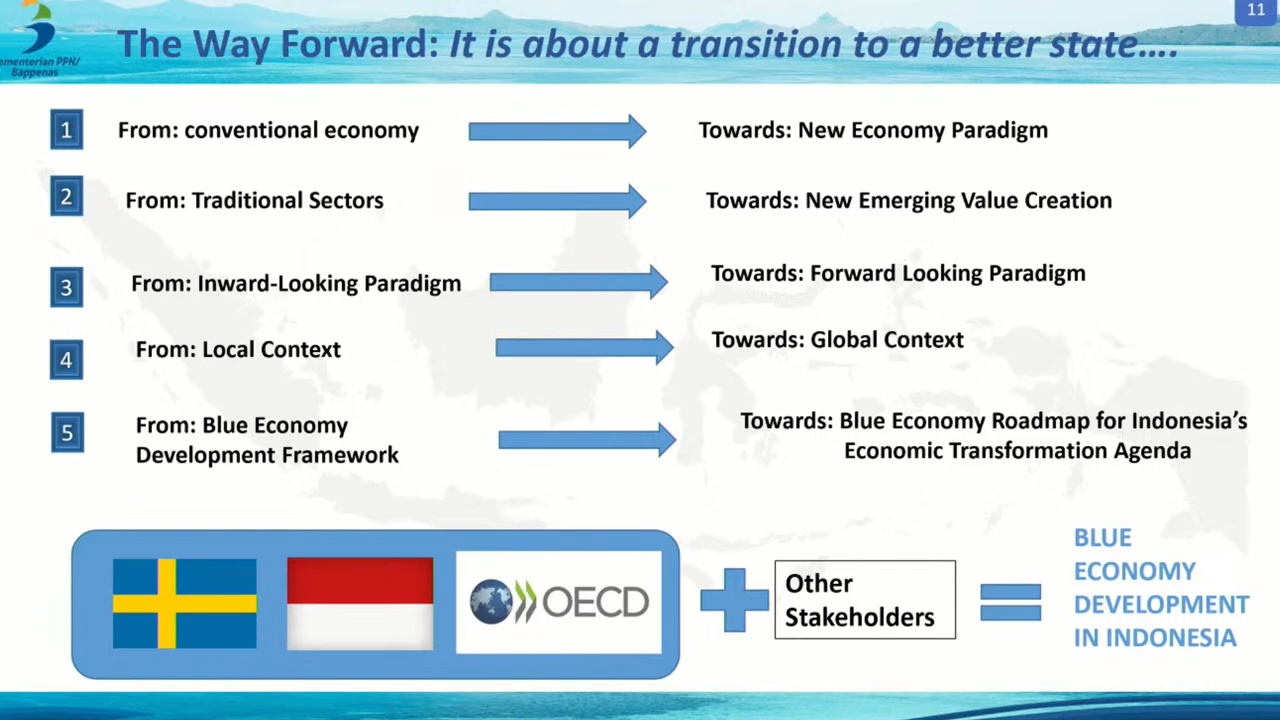 11
The Way Forward: It is about a transition to a better state....
ementerian PPN/
Bappenas
1
From: conventional economy
Towards: New Economy Paradigm
2
From: Traditional Sectors
Towards: New Emerging Value Creation
3
From: Inward-Looking Paradigm
Towards: Forward Looking Paradigm
4
From: Local Context
Towards: Global Context
5
From: Blue Economy
Development Framework
Towards: Blue Economy Roadmap for Indonesia's
Economic Transformation Agenda
OECD
Other
Stakeholders
BLUE
ECONOMY
DEVELOPMENT
IN INDONESIA